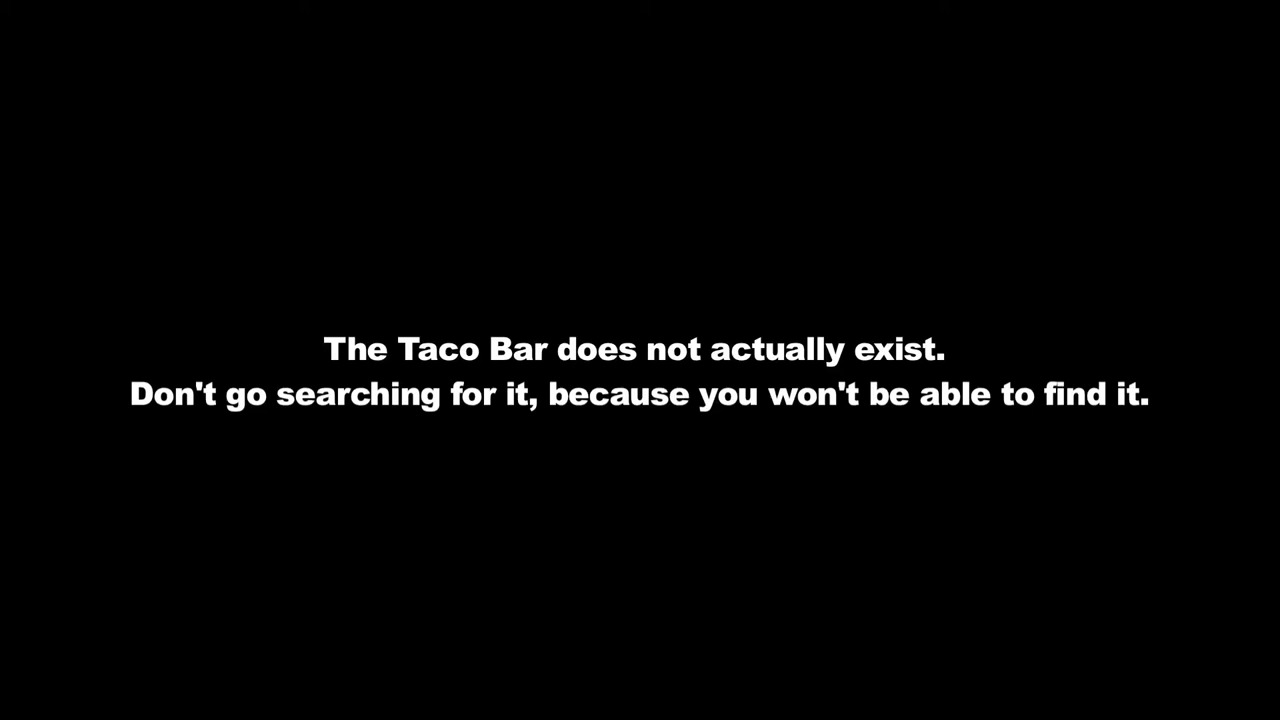 The Taco Bar does not actually exist.
Don't go searching for it, because you won't be able to find it.